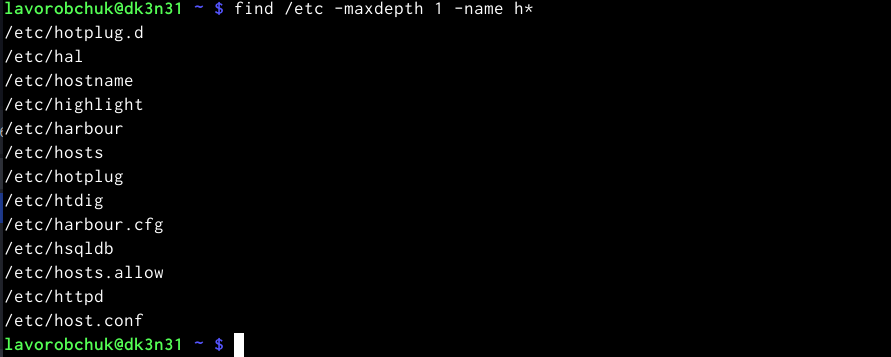 lavorobchuk@dk3n31 ~ $ find /etc -maxdepth 1 -name h*
/etc/hotplug.d
/etc/hal
/etc/hostname
/etc/highlight
/etc/harbour
/etc/hosts
/etc/hotplug
/etc/htdig
/etc/harbour.cfg
/etc/hsqldb
/etc/hosts.allow
/etc/httpd
/etc/host.conf
lavorobchuk@dk3n31 ~ $